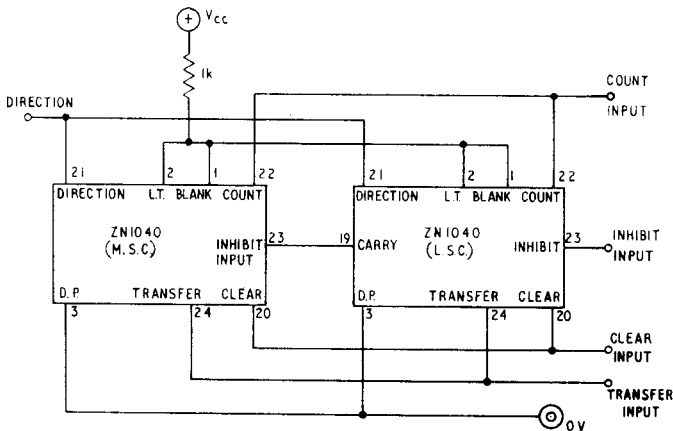 Vcc
1k
COUNT
INPUT
DIRECTION
21 2 1 22 21 2 1 22
DIRECTION L.T. BLANK COUNT DIRECTION L.T. BLANK COUNT
ZN1040 ZN1040
(M.S.C) (L.S.C)
INHIBIT 23 19 CARRY INHIBIT 23 INHIBIT
INPUT INPUT
D.P. TRANSFER CLEAR D.P. TRANSFER CLEAR
3 24 20 3 24 20
CLEAR
INPUT
TRANSFER
INPUT
0V